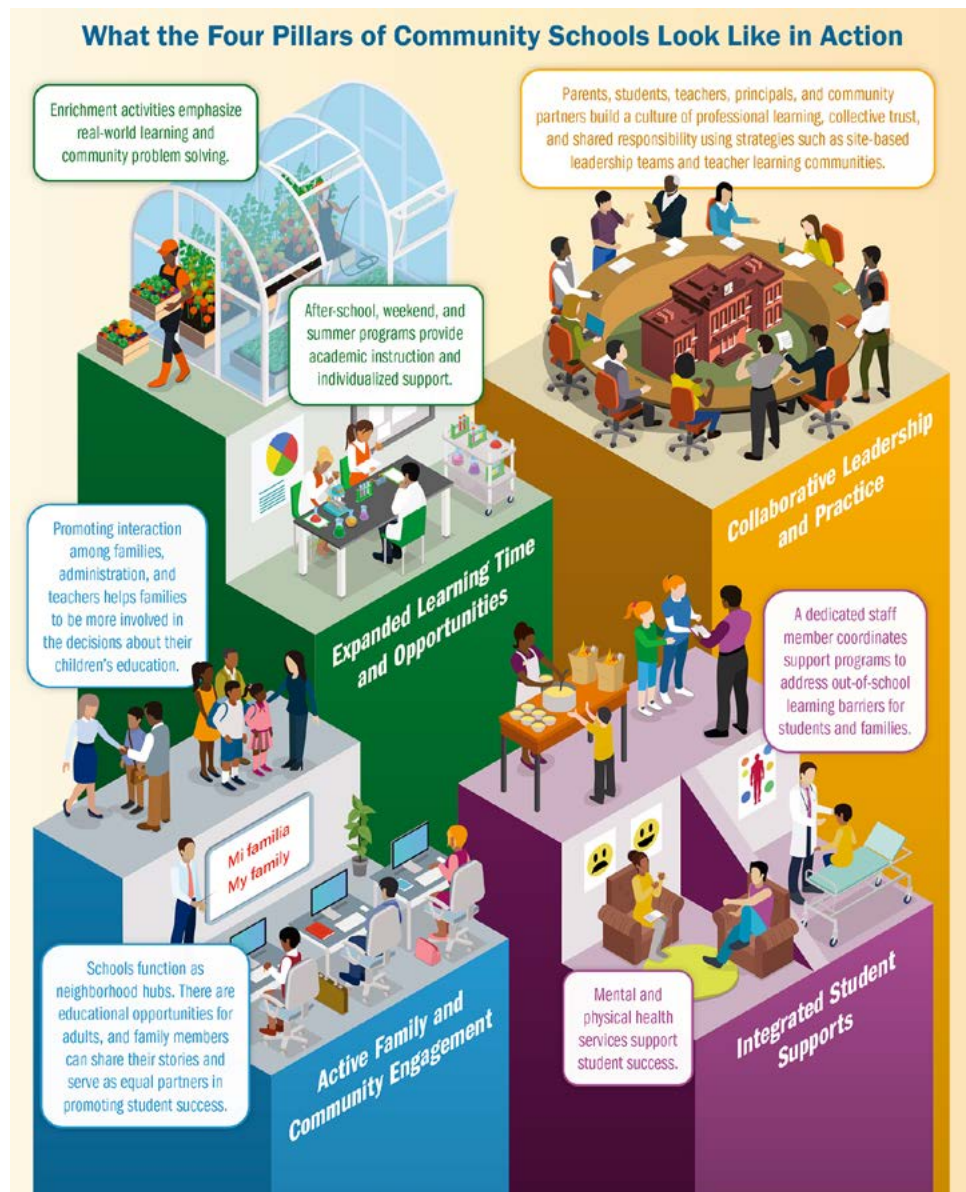 What the Four Pillars of Community Schools Look Like in Action
Enrichment activities emphasize
real-world learning and
community problem solving.
Parents, students, teachers, principals, and community
partners build a culture of professional learning, collective trust,
and shared responsibility using strategies such as site-based
leadership teams and teacher learning communities.
After-school, weekend, and
summer programs provide
academic instruction and
individualized support.
Collaborative Leadership
and Practice
Expanded Learning Time
and Opportunities
Promoting interaction
among families,
administration, and
teachers helps families
to be more involved in
the decisions about their
children's education.
A dedicated staff
member coordinates
support programs to
address out-of-school
learning barriers for
students and families.
Mi familia
My family
Schools function as
neighborhood hubs. There are
educational opportunities for
adults, and family members
can share their stories and
serve as equal partners in
promoting student success.
Active Family and
Community Engagement
Mental and
physical health
services support
student success.
Integrated Student
Supports